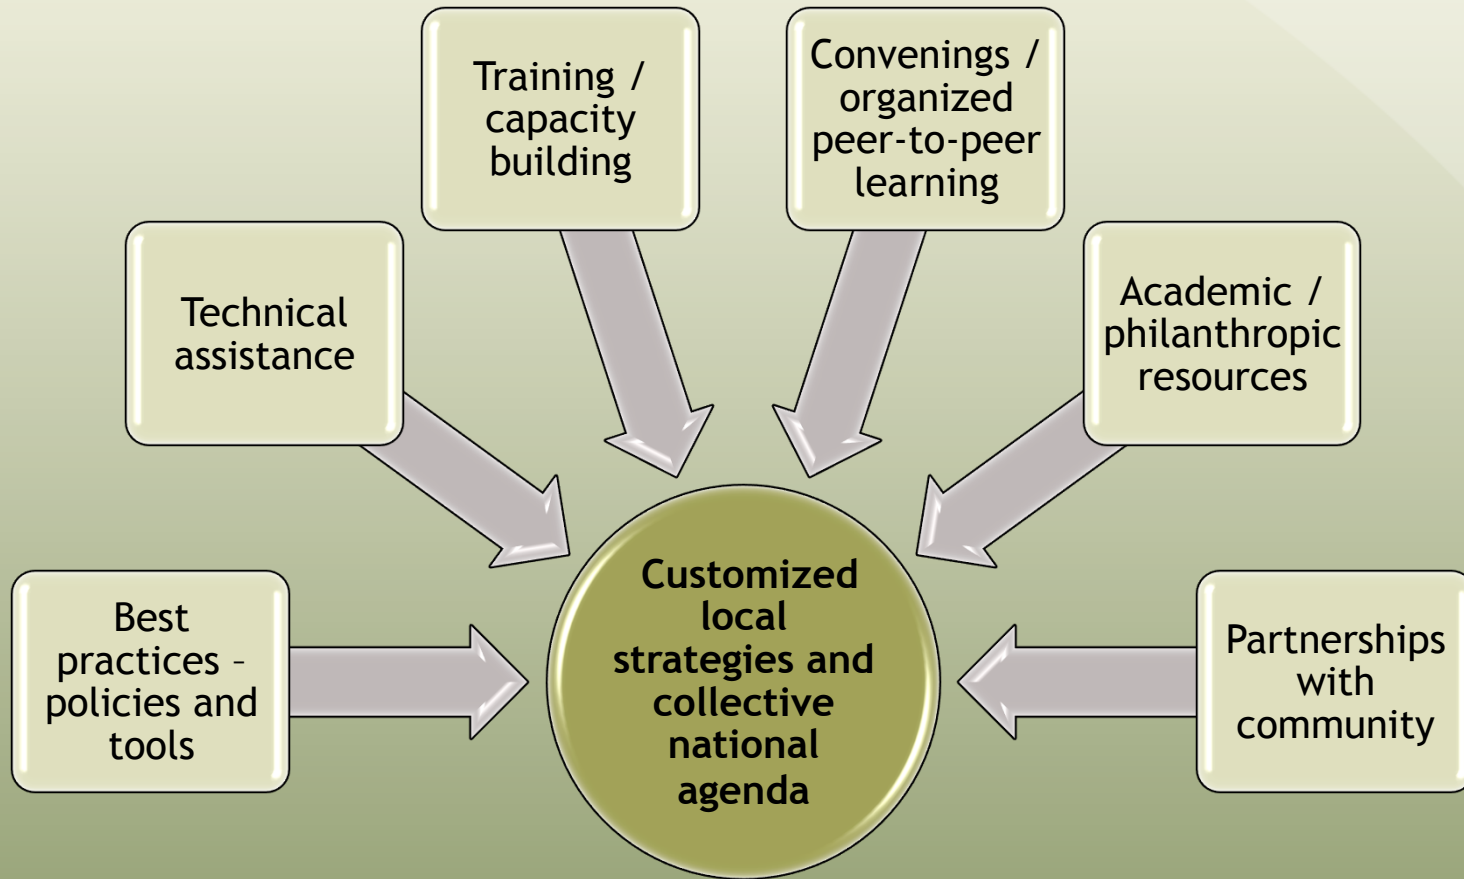 Training /
capacity
building
Convenings /
organized
peer-to-peer
learning
Technical
assistance
Academic /
philanthropic
resources
Best
practices –
policies and
tools
Customized
local
strategies and
collective
national
agenda
Partnerships
with
community